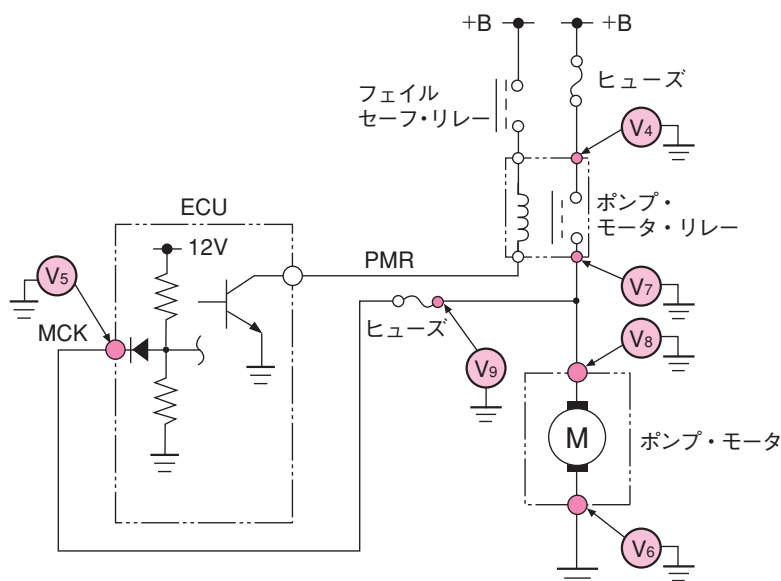 +B
+B
フェイル
セーフ・リレー
ヒューズ
V4
ECU
ポンプ・
モータ・リレー
12V
V5
PMR
V7
MCK
ヒューズ
V8
V9
M
ポンプ・モータ
V6